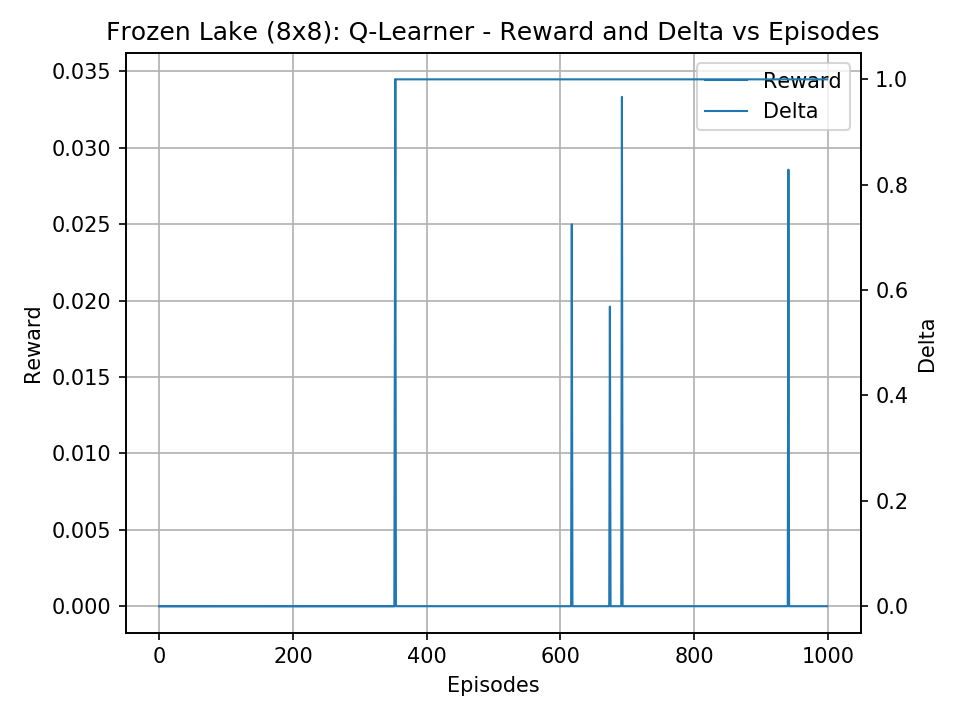 Frozen Lake (8x8): Q-Learner - Reward and Delta vs Episodes
0.035
0.030
0.025
0.020
0.015
0.010
0.005
0.000
Reward
1.0
0.8
0.6
0.4
0.2
0.0
Delta
Reward
Delta
0 200 400 600 800 1000
Episodes